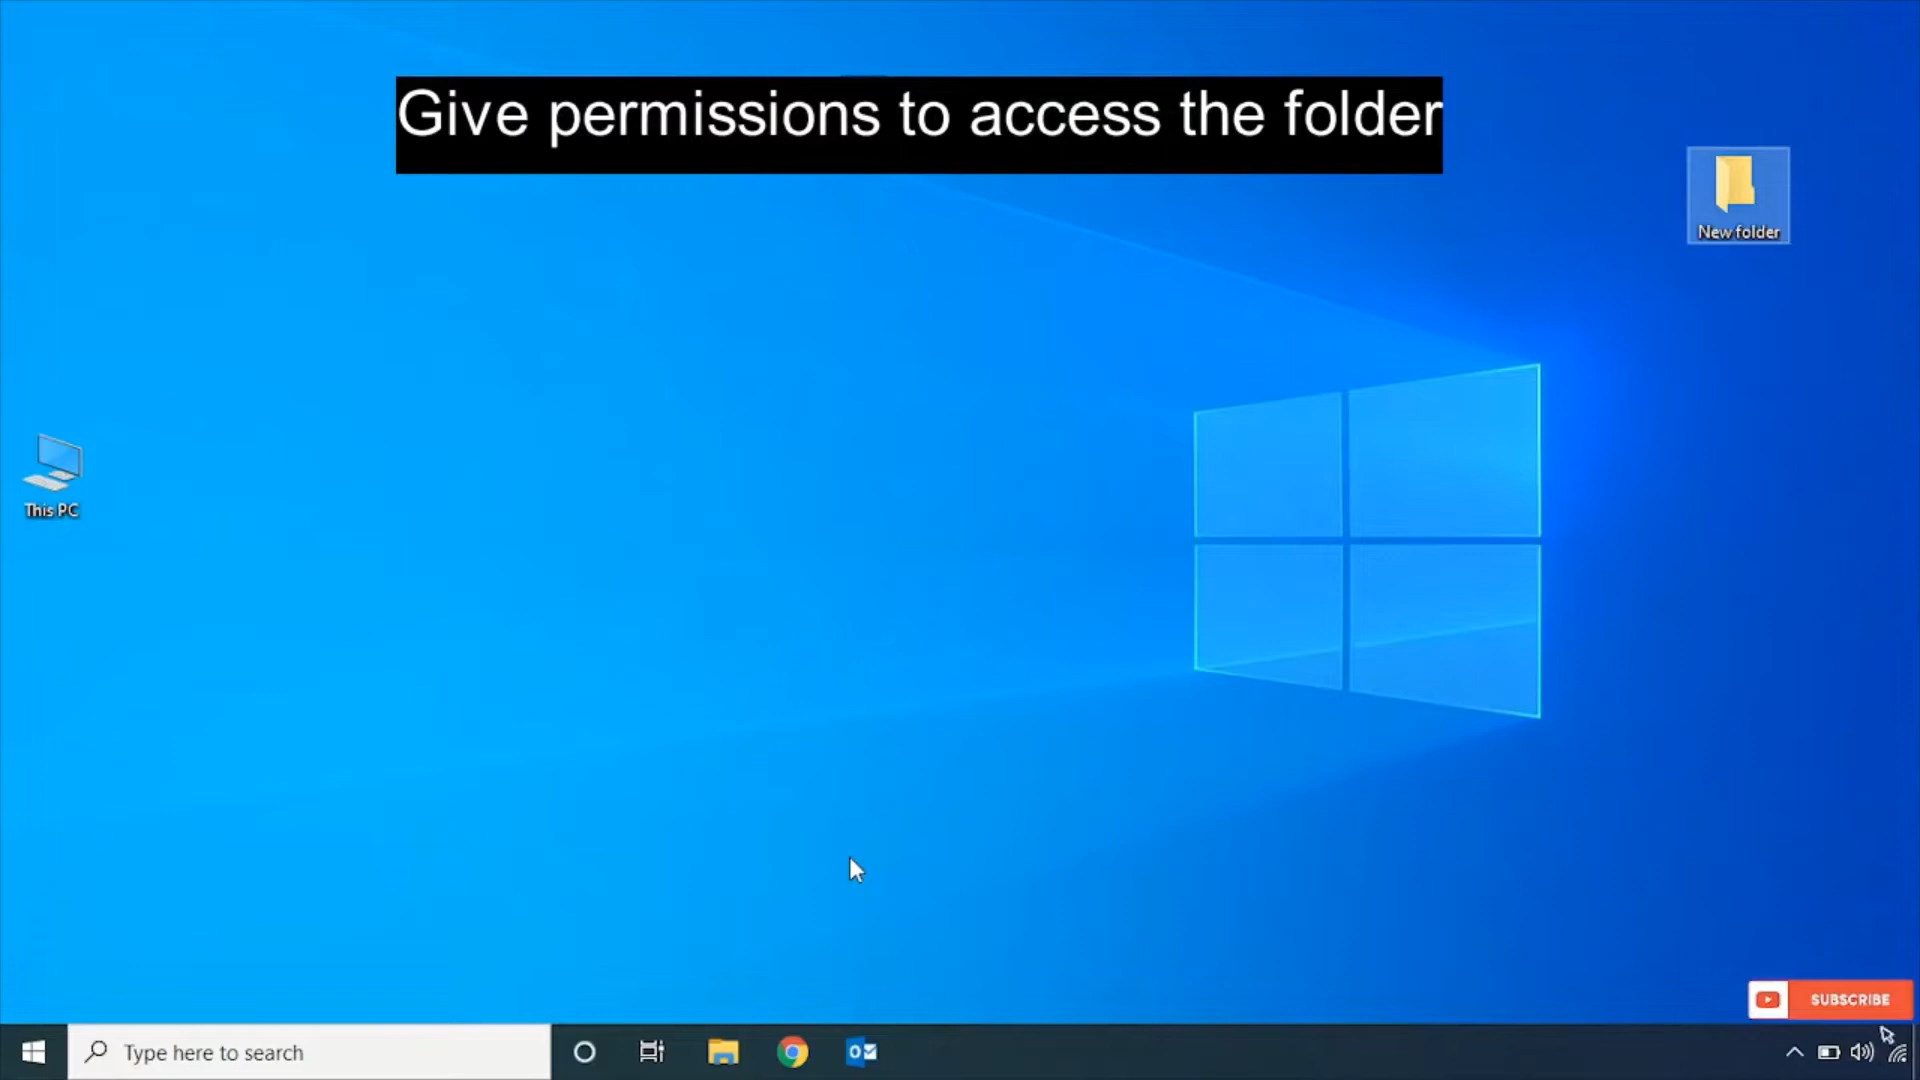 Give permissions to access the folder
New folder
This PC
SUBSCRIBE
Type here to search